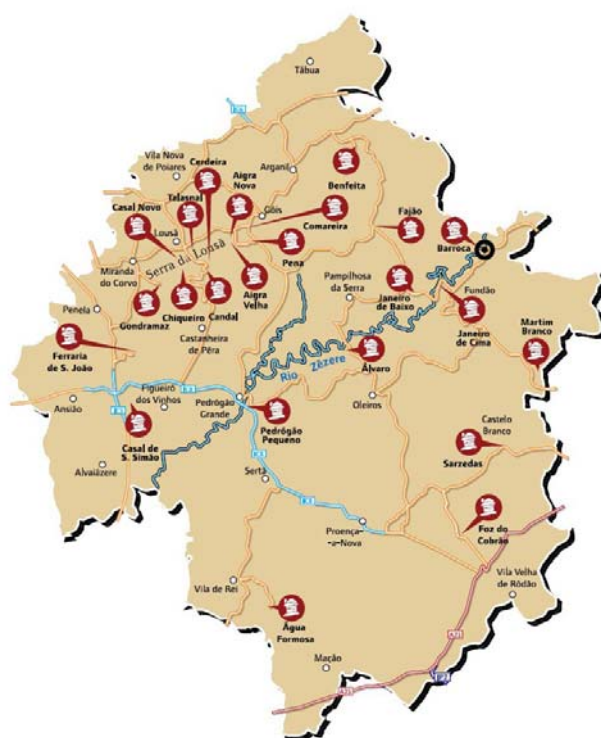 Tábua
Vila Nova
de Poiares
Cerdeira
Aigra
Nova
Arganil
Benfeita
Casal Novo
Talasnal
Góis
Comareira
Fajão
Barroca
Lousã
Serra da Lousã
Miranda
do Corvo
Pena
Pampilhosa
da Serra
Fundão
Penela
Gondramaz
Chiqueiro
Candal
Aigra
Velha
Janeiro
de Baixo
Janeiro
de Cima
Martim
Branco
Castanheira
de Pêra
Ferraria
de S. João
Rio Zêzere
Álvaro
Oleiros
Ansião
Figueiró
dos Vinhos
Pedrógão
Grande
Pedrógão
Pequeno
Castelo
Branco
Casal de
S. Simão
Alvaiázere
Sertã
Sarzedas
Proença-
-a-Nova
Foz do
Cobrão
Vila de Rei
Vila Velha
de Ródão
Água
Formosa
Mação
A23